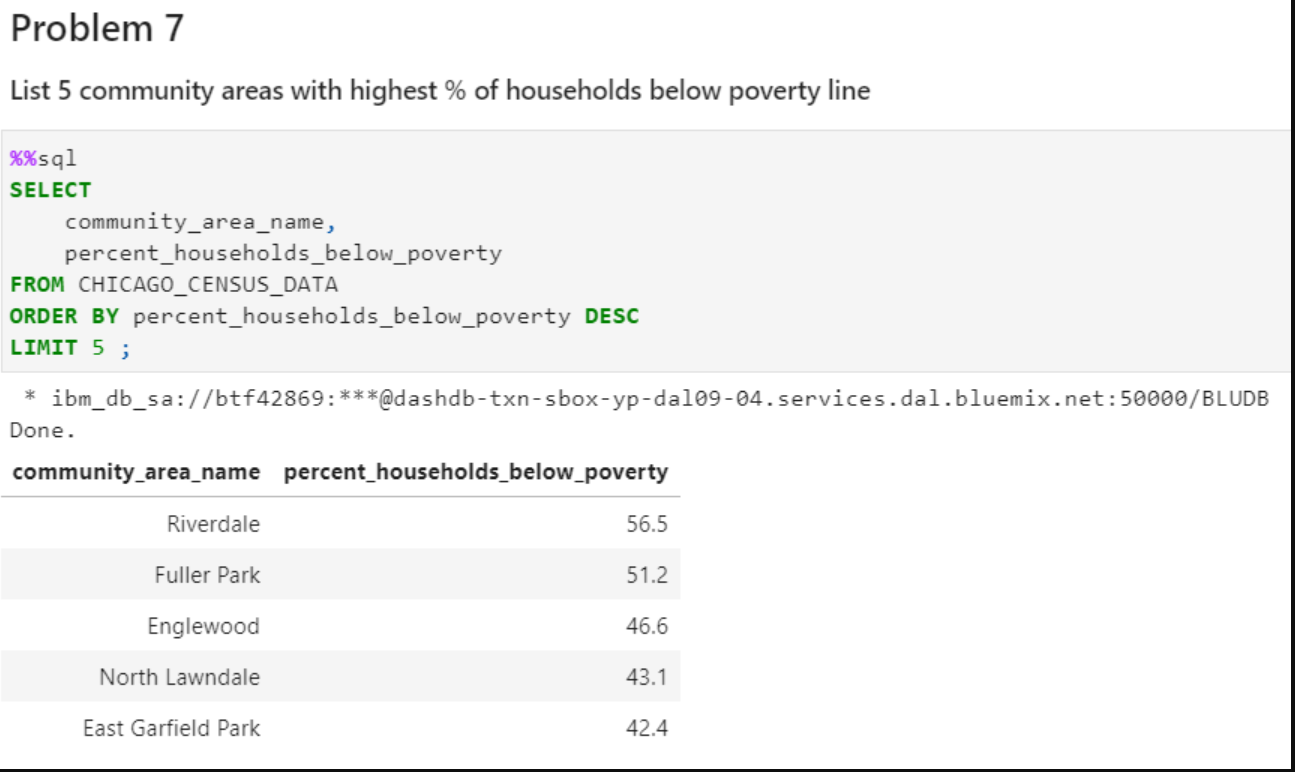 Problem 7
List 5 community areas with highest % of households below poverty line
%%sql
SELECT
    community_area_name,
    percent_households_below_poverty
FROM CHICAGO_CENSUS_DATA
ORDER BY percent_households_below_poverty DESC
LIMIT 5 ;
 * ibm_db_sa://btf42869:***@dashdb-txn-sbox-yp-dal09-04.services.dal.bluemix.net:50000/BLUDB
Done.
community_area_name percent_households_below_poverty
Riverdale 56.5
Fuller Park 51.2
Englewood 46.6
North Lawndale 43.1
East Garfield Park 42.4